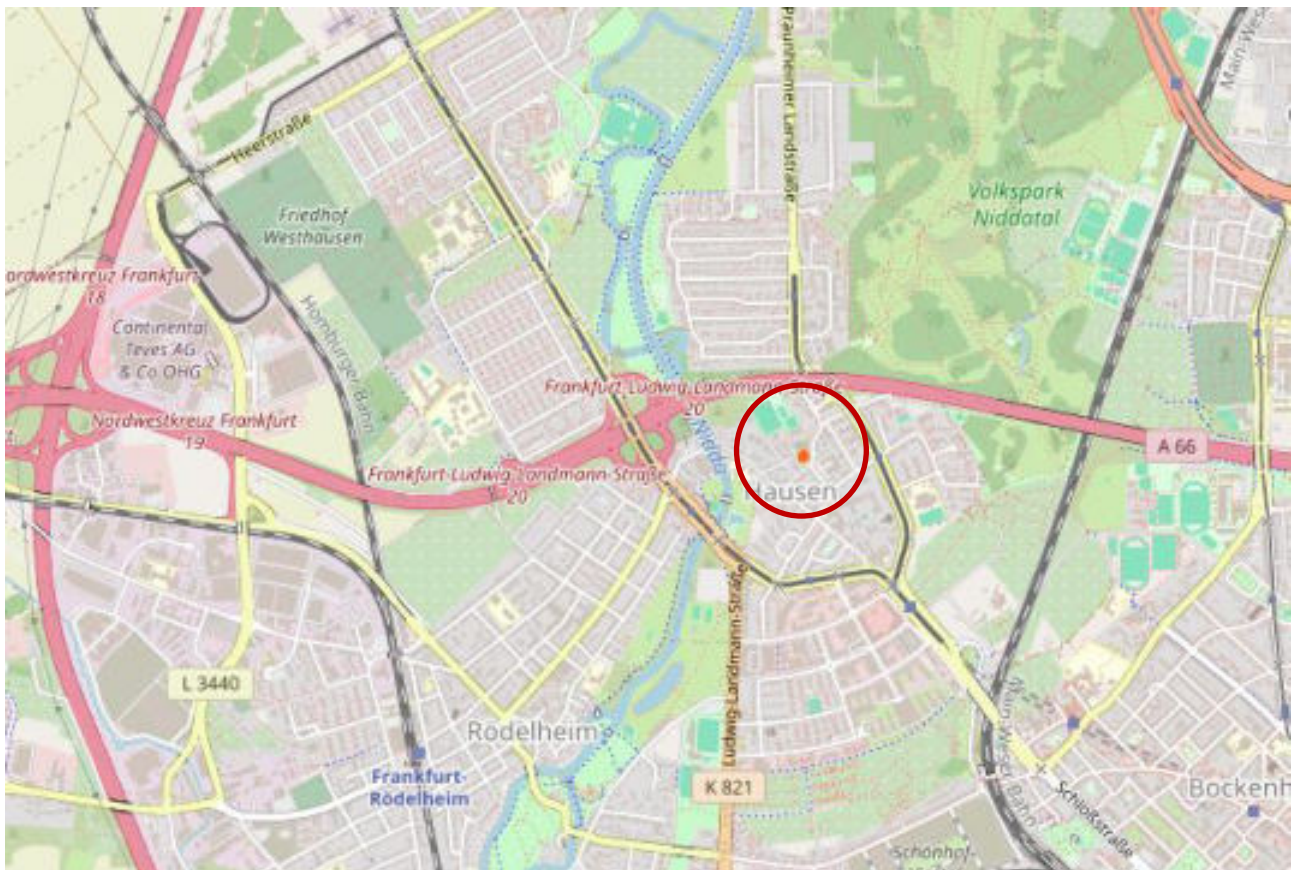 Praunheimer Landstraße
Main-Wese
Heerstraße
Volkspark
Niddatal
Friedhof
Westhausen
ordwestkreuz Frankfurt
18
Homburger Bahn
Continental
Teves AG
& Co OHG
Frankfurt-Ludwig-Landmann-Straße
20
Nordwestkreuz Frankfurt
19
Nidda
A 66
Frankfurt-Ludwig-Landmann-Straße
20
Hausen
Ludwig-Landmann-Straße
L 3440
Rödelheim
Main-Weser-Bahn
Frankfurt-
Rödelheim
K 821
Schloßstraße
Bockenh
Schönhof-